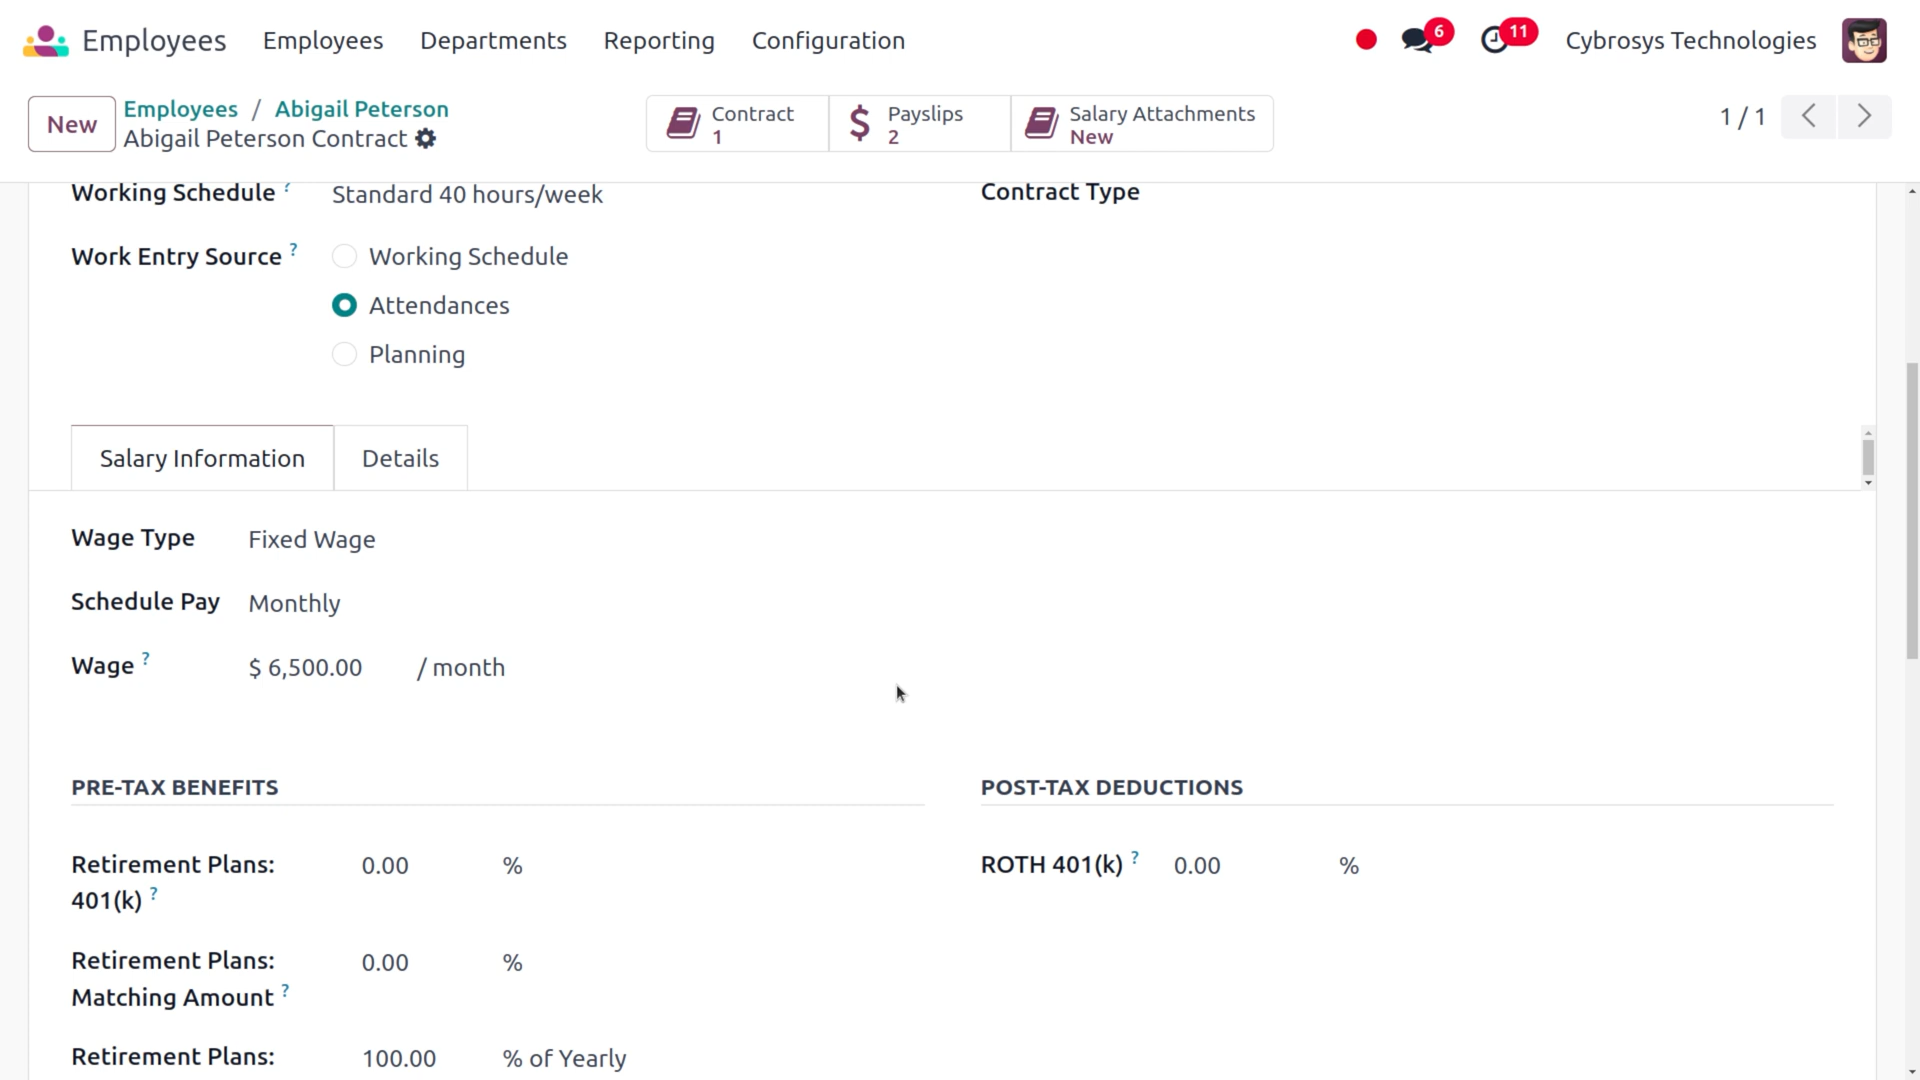 Employees Employees Departments Reporting Configuration 6 11 Cybrosys Technologies
New Employees / Abigail Peterson
Abigail Peterson Contract
Contract 1 Payslips 2 Salary Attachments New
1 / 1
Working Schedule ? Standard 40 hours/week Contract Type
Work Entry Source ? Working Schedule
Attendances
Planning
Salary Information Details
Wage Type Fixed Wage
Schedule Pay Monthly
Wage ? $ 6,500.00 / month
PRE-TAX BENEFITS POST-TAX DEDUCTIONS
Retirement Plans: 0.00 % ROTH 401(k) ? 0.00 %
401(k) ?
Retirement Plans: 0.00 %
Matching Amount ?
Retirement Plans: 100.00 % of Yearly